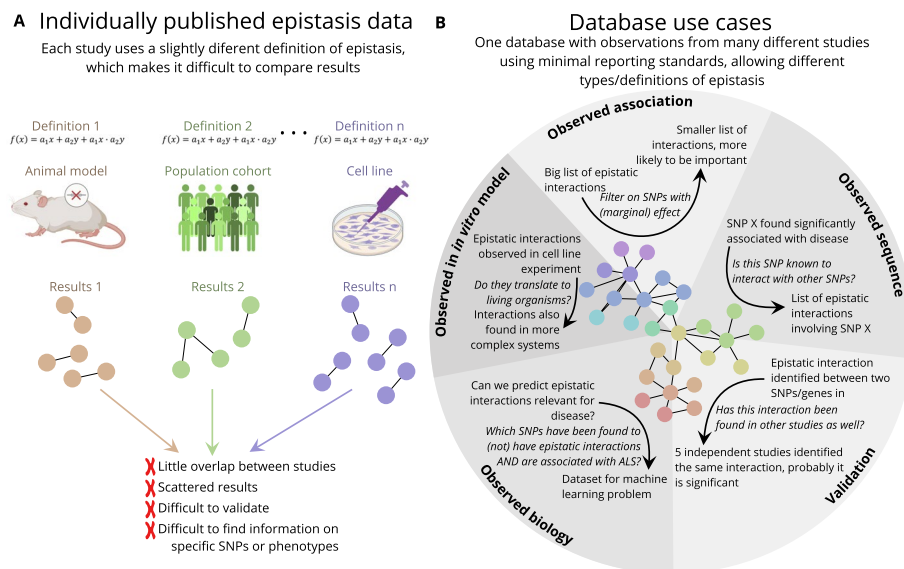 A Individually published epistasis data
Each study uses a slightly diferent definition of epistasis,
which makes it difficult to compare results
Definition 1
f(x) = a₁x + a₂y + a₁x · a₂y
Definition 2
f(x) = a₁x + a₂y + a₁x · a₂y
Definition n
f(x) = a₁x + a₂y + a₁x · a₂y
Animal model
Population cohort
Cell line
Results 1
Results 2
Results n
Little overlap between studies
Scattered results
Difficult to validate
Difficult to find information on
specific SNPs or phenotypes
B Database use cases
One database with observations from many different studies
using minimal reporting standards, allowing different
types/definitions of epistasis
Observed association
Big list of epistatic
interactions
Filter on SNPs with
(marginal) effect
Smaller list of
interactions, more
likely to be important
Observed sequence
SNP X found significantly
associated with disease
Is this SNP known to
interact with other SNPs?
List of epistatic
interactions
involving SNP X
Validation
Epistatic interaction
identified between two
SNPs/genes in
Has this interaction been
found in other studies as well?
5 independent studies identified
the same interaction, probably it
is significant
Observed biology
Can we predict epistatic
interactions relevant for
disease?
Which SNPs have been found to
(not) have epistatic interactions
AND are associated with ALS?
Dataset for machine
learning problem
Observed in in vitro model
Epistatic interactions
observed in cell line
experiment
Do they translate to
living organisms?
Interactions also
found in more
complex systems